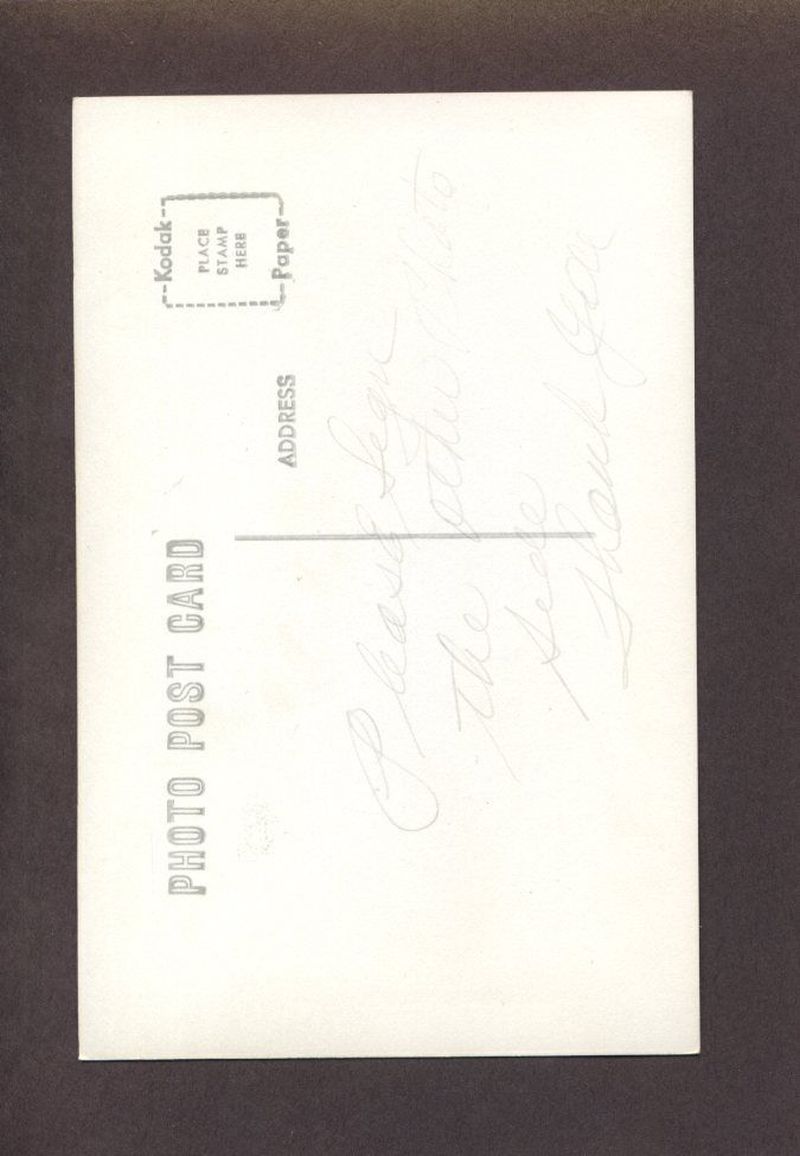 PHOTO POST CARD
Kodak
PLACE
STAMP
HERE
Paper
ADDRESS
Please Sign
the other Photo
side
Thank You